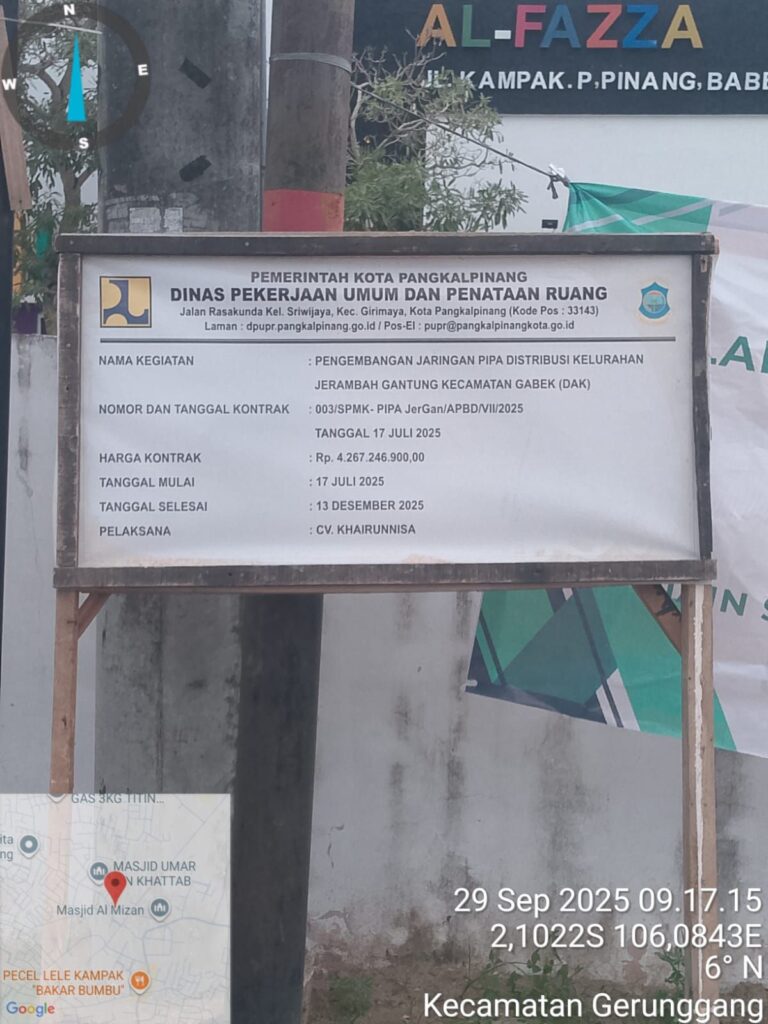 N
W
E
S
AL-FAZZA
JL. KAMPAK.P,PINANG, BABE
PEMERINTAH KOTA PANGKALPINANG
DINAS PEKERJAAN UMUM DAN PENATAAN RUANG
Jalan Rasakunda Kel. Sriwijaya, Kec. Girimaya, Kota Pangkalpinang (Kode Pos : 33143)
Laman : dpupr.pangkalpinang.go.id / Pos-El : pupr@pangkalpinangkota.go.id
NAMA KEGIATAN : PENGEMBANGAN JARINGAN PIPA DISTRIBUSI KELURAHAN
JERAMBAH GANTUNG KECAMATAN GABEK (DAK)
NOMOR DAN TANGGAL KONTRAK : 003/SPMK- PIPA JerGan/APBD/VII/2025
TANGGAL 17 JULI 2025
HARGA KONTRAK : Rp. 4.267.246.900,00
TANGGAL MULAI : 17 JULI 2025
TANGGAL SELESAI : 13 DESEMBER 2025
PELAKSANA : CV. KHAIRUNNISA
GAS 3KG TITIN...
MASJID UMAR
Masjid Al Mizan
PECEL LELE KAMPAK
"BAKAR BUMBU"
Google
29 Sep 2025 09.17.15
2,1022S 106,0843E
6° N
Kecamatan Gerunggang